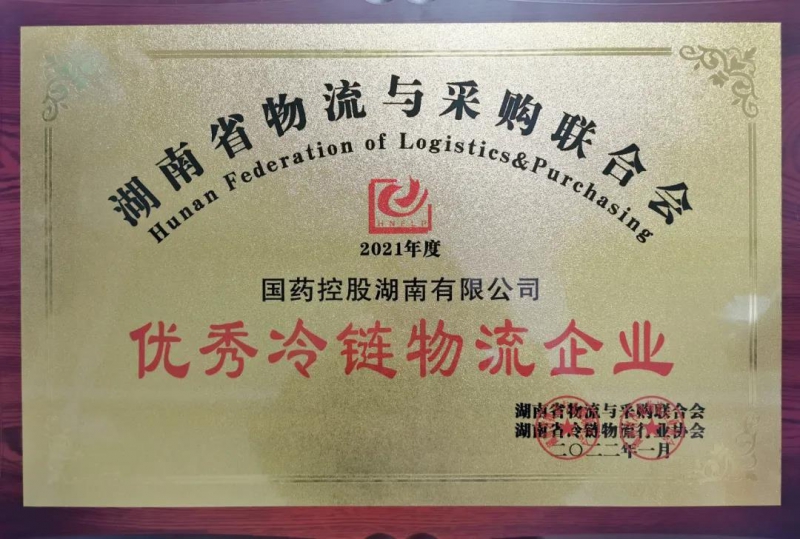 湖南省物流与采购联合会
Hunan Federation of Logistics&Purchasing
HNFLP
2021年度
国药控股湖南有限公司
优秀冷链物流企业
湖南省物流与采购联合会
湖南省冷链物流行业协会
二〇二二年一月